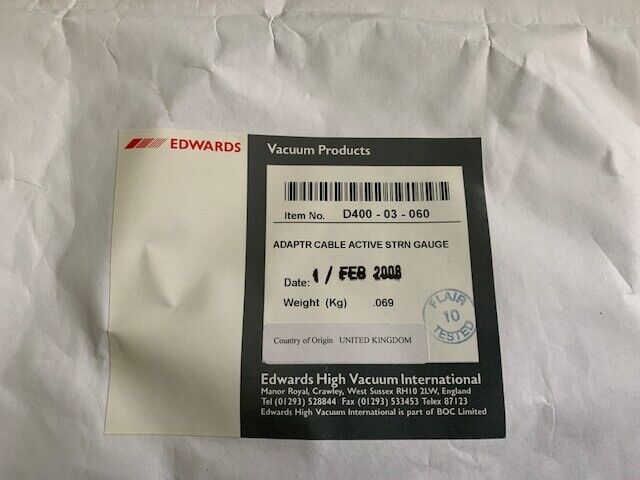 EDWARDS
Vacuum Products
Item No. D400 - 03 - 060
ADAPTR CABLE ACTIVE STRN GAUGE
Date: 1 / FEB 2008
Weight (Kg) .069
FLAIR
10
TESTED
Country of Origin UNITED KINGDOM
Edwards High Vacuum International
Manor Royal, Crawley, West Sussex RH10 2LW, England
Tel (01293) 528844 Fax (01293) 533453 Telex 87123
Edwards High Vacuum International is part of BOC Limited